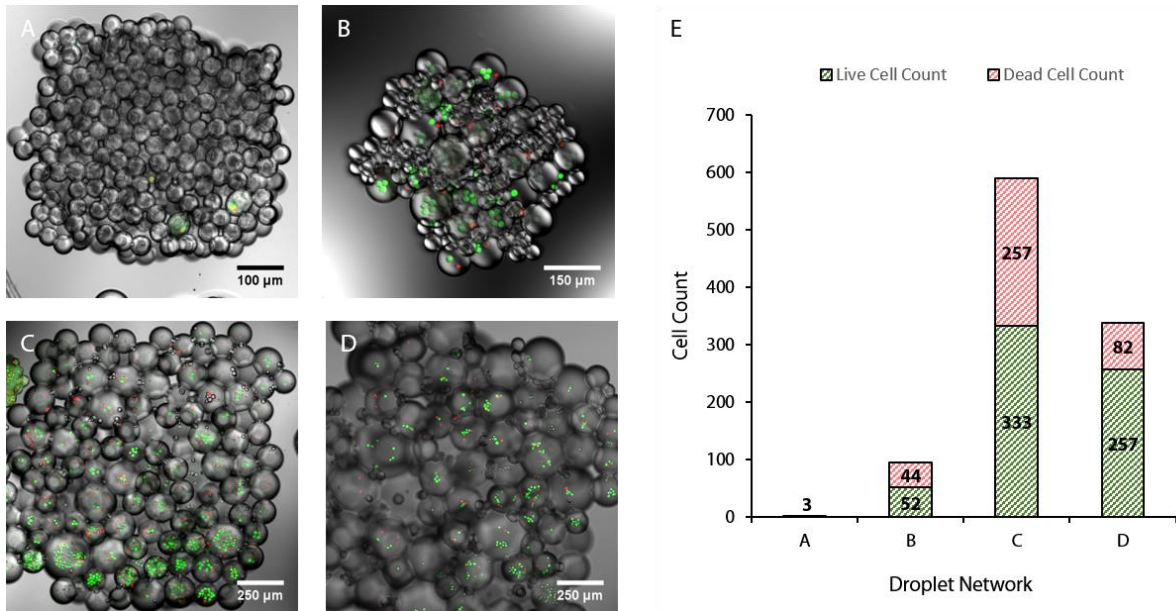 A
100 µm
B
150 µm
C
250 µm
D
250 µm
E
Live Cell Count
Dead Cell Count
700
600
500
400
300
200
100
0
Cell Count
3
44
52
257
333
82
257
A
B
C
D
Droplet Network